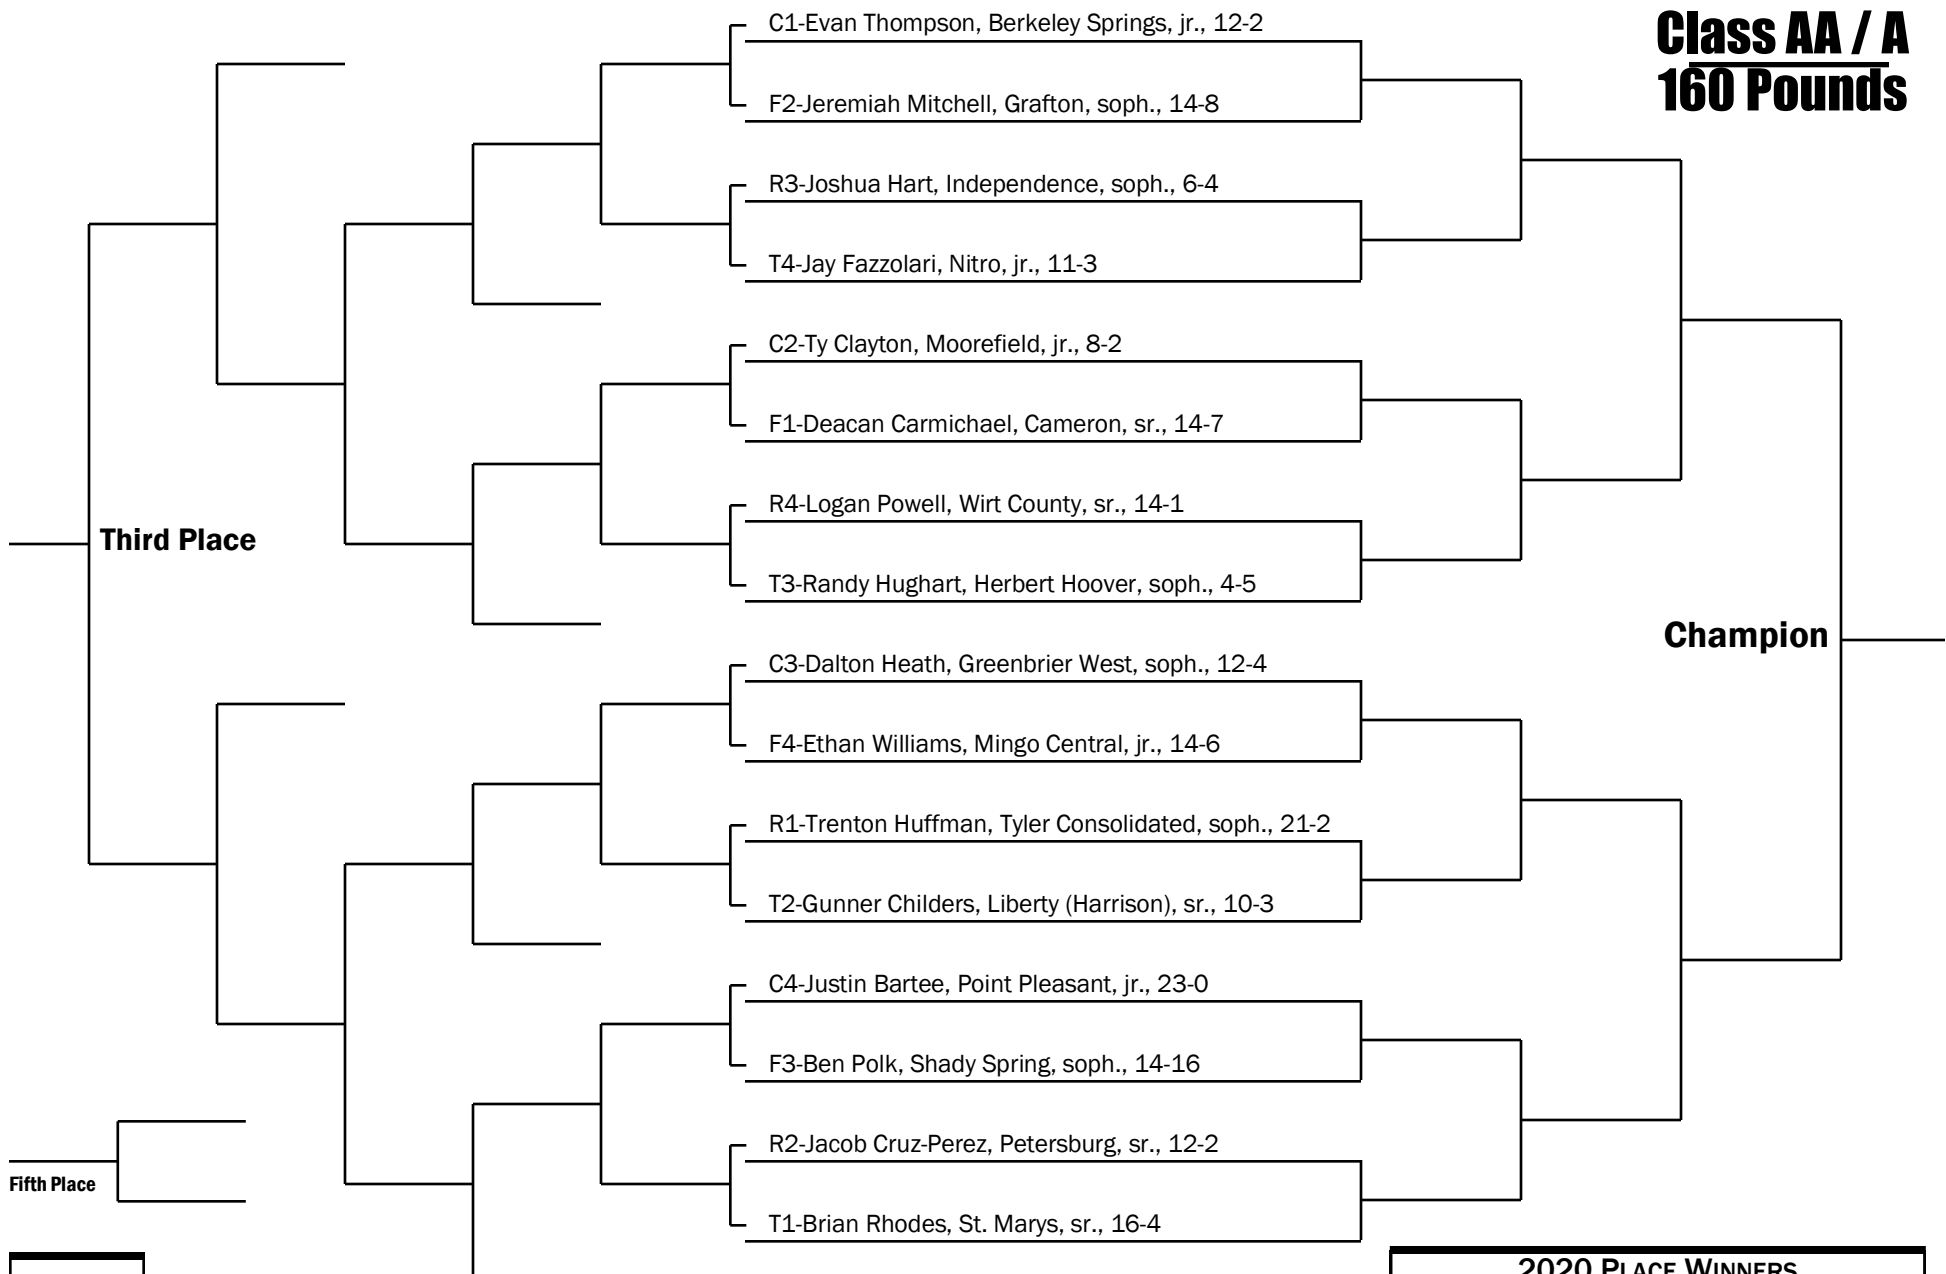 Class AA / A
160 Pounds
C1-Evan Thompson, Berkeley Springs, jr., 12-2
F2-Jeremiah Mitchell, Grafton, soph., 14-8
R3-Joshua Hart, Independence, soph., 6-4
T4-Jay Fazzolari, Nitro, jr., 11-3
C2-Ty Clayton, Moorefield, jr., 8-2
F1-Deacan Carmichael, Cameron, sr., 14-7
R4-Logan Powell, Wirt County, sr., 14-1
Third Place
T3-Randy Hughart, Herbert Hoover, soph., 4-5
Champion
C3-Dalton Heath, Greenbrier West, soph., 12-4
F4-Ethan Williams, Mingo Central, jr., 14-6
R1-Trenton Huffman, Tyler Consolidated, soph., 21-2
T2-Gunner Childers, Liberty (Harrison), sr., 10-3
C4-Justin Bartee, Point Pleasant, jr., 23-0
F3-Ben Polk, Shady Spring, soph., 14-16
R2-Jacob Cruz-Perez, Petersburg, sr., 12-2
Fifth Place
T1-Brian Rhodes, St. Marys, sr., 16-4
2020 PLACE WINNERS